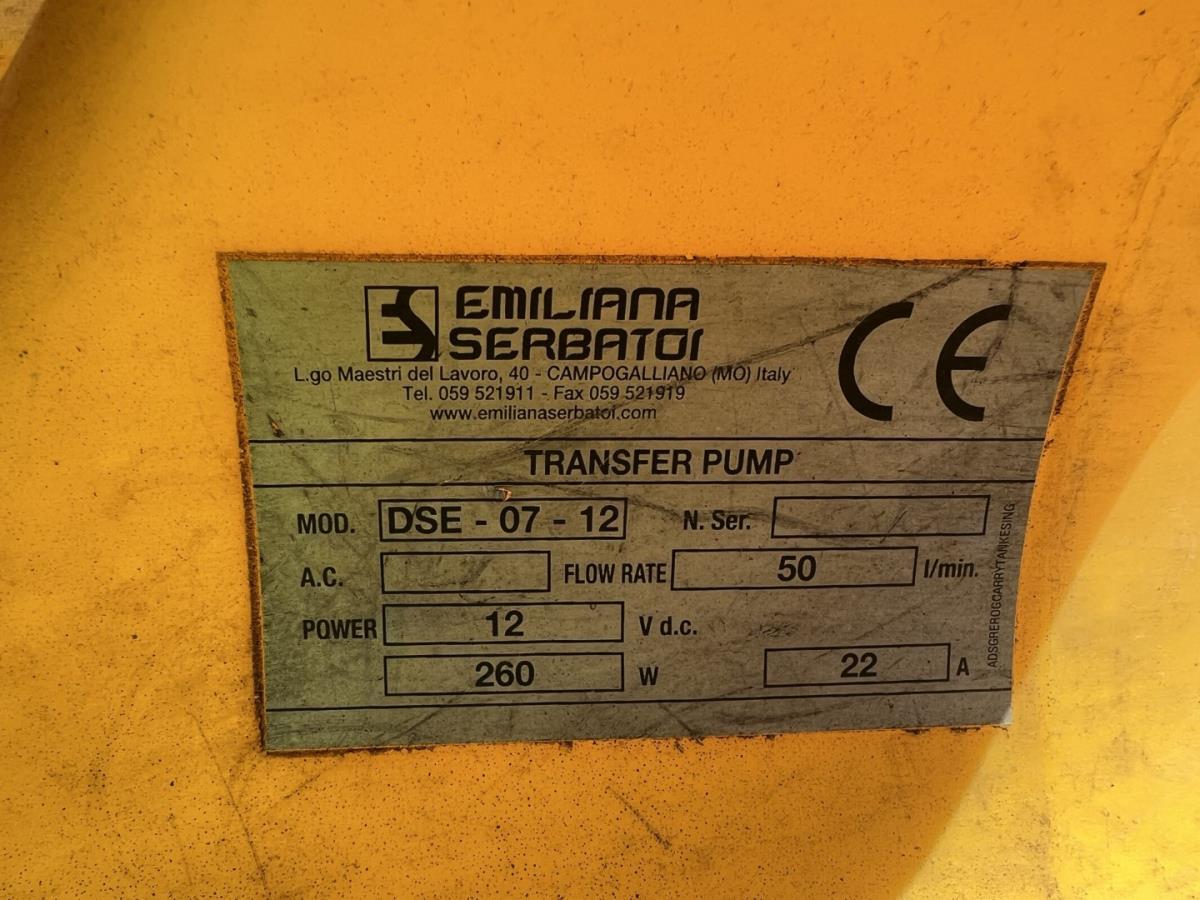 EMILIANA
SERBATOI
L.go Maestri del Lavoro, 40 - CAMPOGALLIANO (MO) Italy
Tel. 059 521911 - Fax 059 521919
www.emilianaserbatoi.com
CE
TRANSFER PUMP
MOD. DSE - 07 - 12 N. Ser.
A.C. FLOW RATE 50 l/min.
POWER 12 V d.c.
260 W 22 A
ADSGREROGCARRYTANKESING